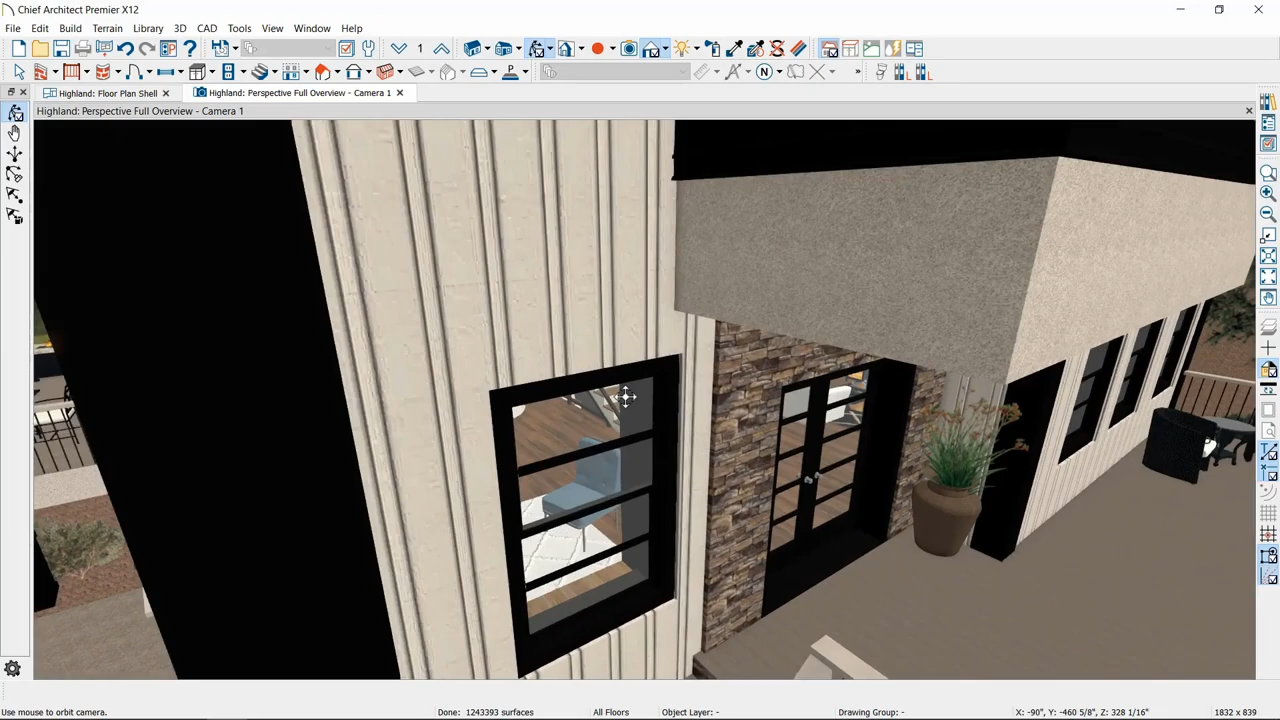 Chief Architect Premier X12
File Edit Build Terrain Library 3D CAD Tools View Window Help
1
Highland: Floor Plan Shell
Highland: Perspective Full Overview - Camera 1
Highland: Perspective Full Overview - Camera 1
Use mouse to orbit camera.
Done: 1243393 surfaces
All Floors
Object Layer: -
Drawing Group: -
X: -90", Y: -460 5/8", Z: 328 1/16"
1832 x 839